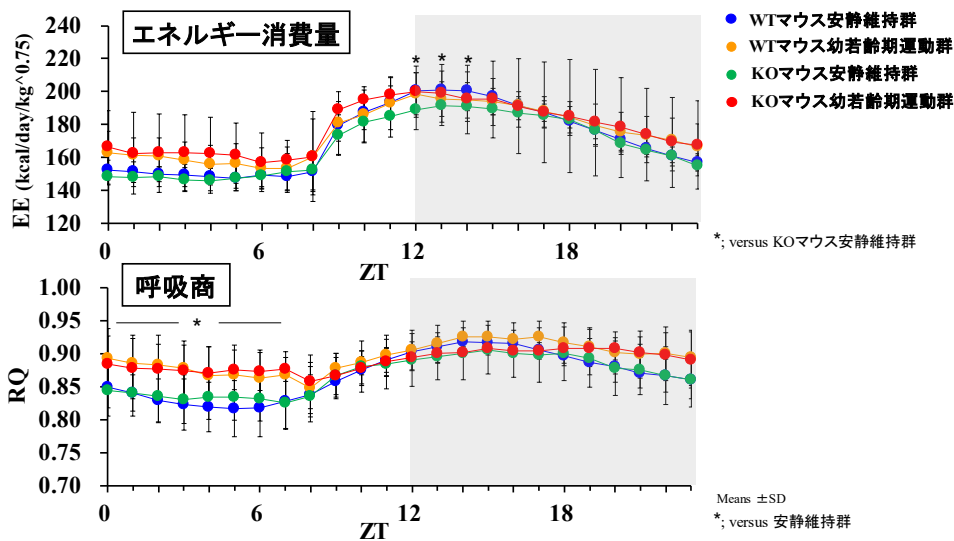 エネルギー消費量
EE (kcal/day/kg^0.75)
220
200
180
160
140
120
* * *
0 6 12 18
ZT
WTマウス安静維持群
WTマウス幼若齢期運動群
KOマウス安静維持群
KOマウス幼若齢期運動群
*; versus KOマウス安静維持群
呼吸商
RQ
1.00
0.95
0.90
0.85
0.80
0.75
0.70
*
0 6 12 18
ZT
Means ±SD
*; versus 安静維持群